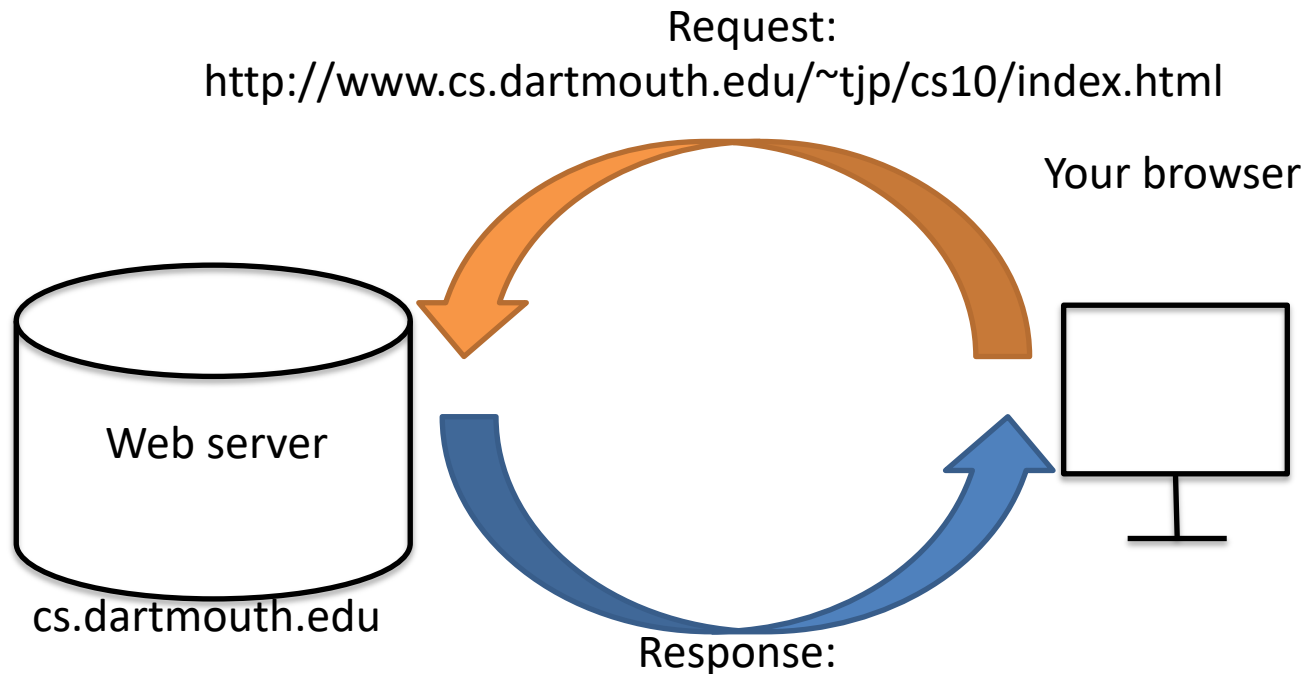 Request:
http://www.cs.dartmouth.edu/~tjp/cs10/index.html
Your browser
Web server
cs.dartmouth.edu
Response: